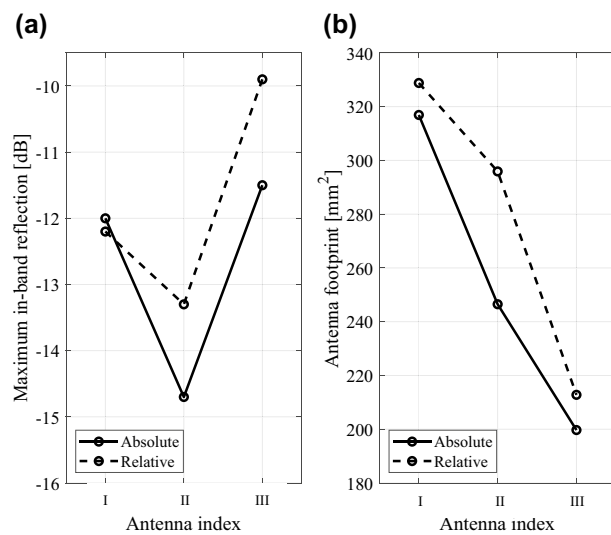 (a)
Maximum in-band reflection [dB]
-10
-11
-12
-13
-14
-15
-16
Absolute
Relative
I II III
Antenna index
(b)
Antenna footprint [mm²]
340
320
300
280
260
240
220
200
180
Absolute
Relative
I II III
Antenna ındex